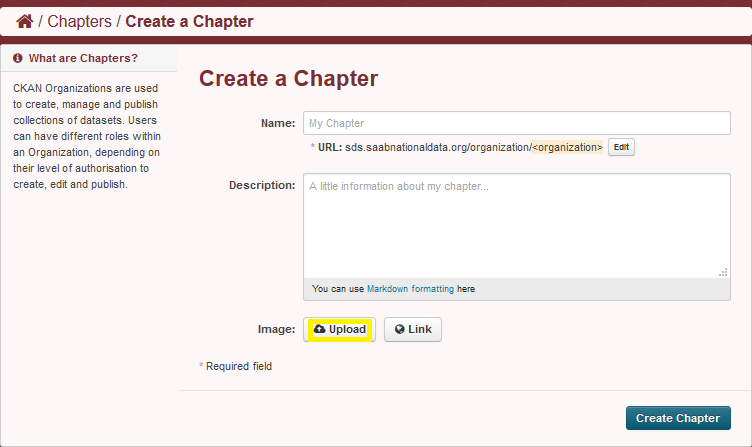 / Chapters / Create a Chapter
What are Chapters?
CKAN Organizations are used
to create, manage and publish
collections of datasets. Users
can have different roles within
an Organization, depending on
their level of authorisation to
create, edit and publish.
Create a Chapter
Name: My Chapter
* URL: sds.saabnationaldata.org/organization/<organization> Edit
Description: A little information about my chapter...
You can use Markdown formatting here
Image: Upload Link
* Required field
Create Chapter